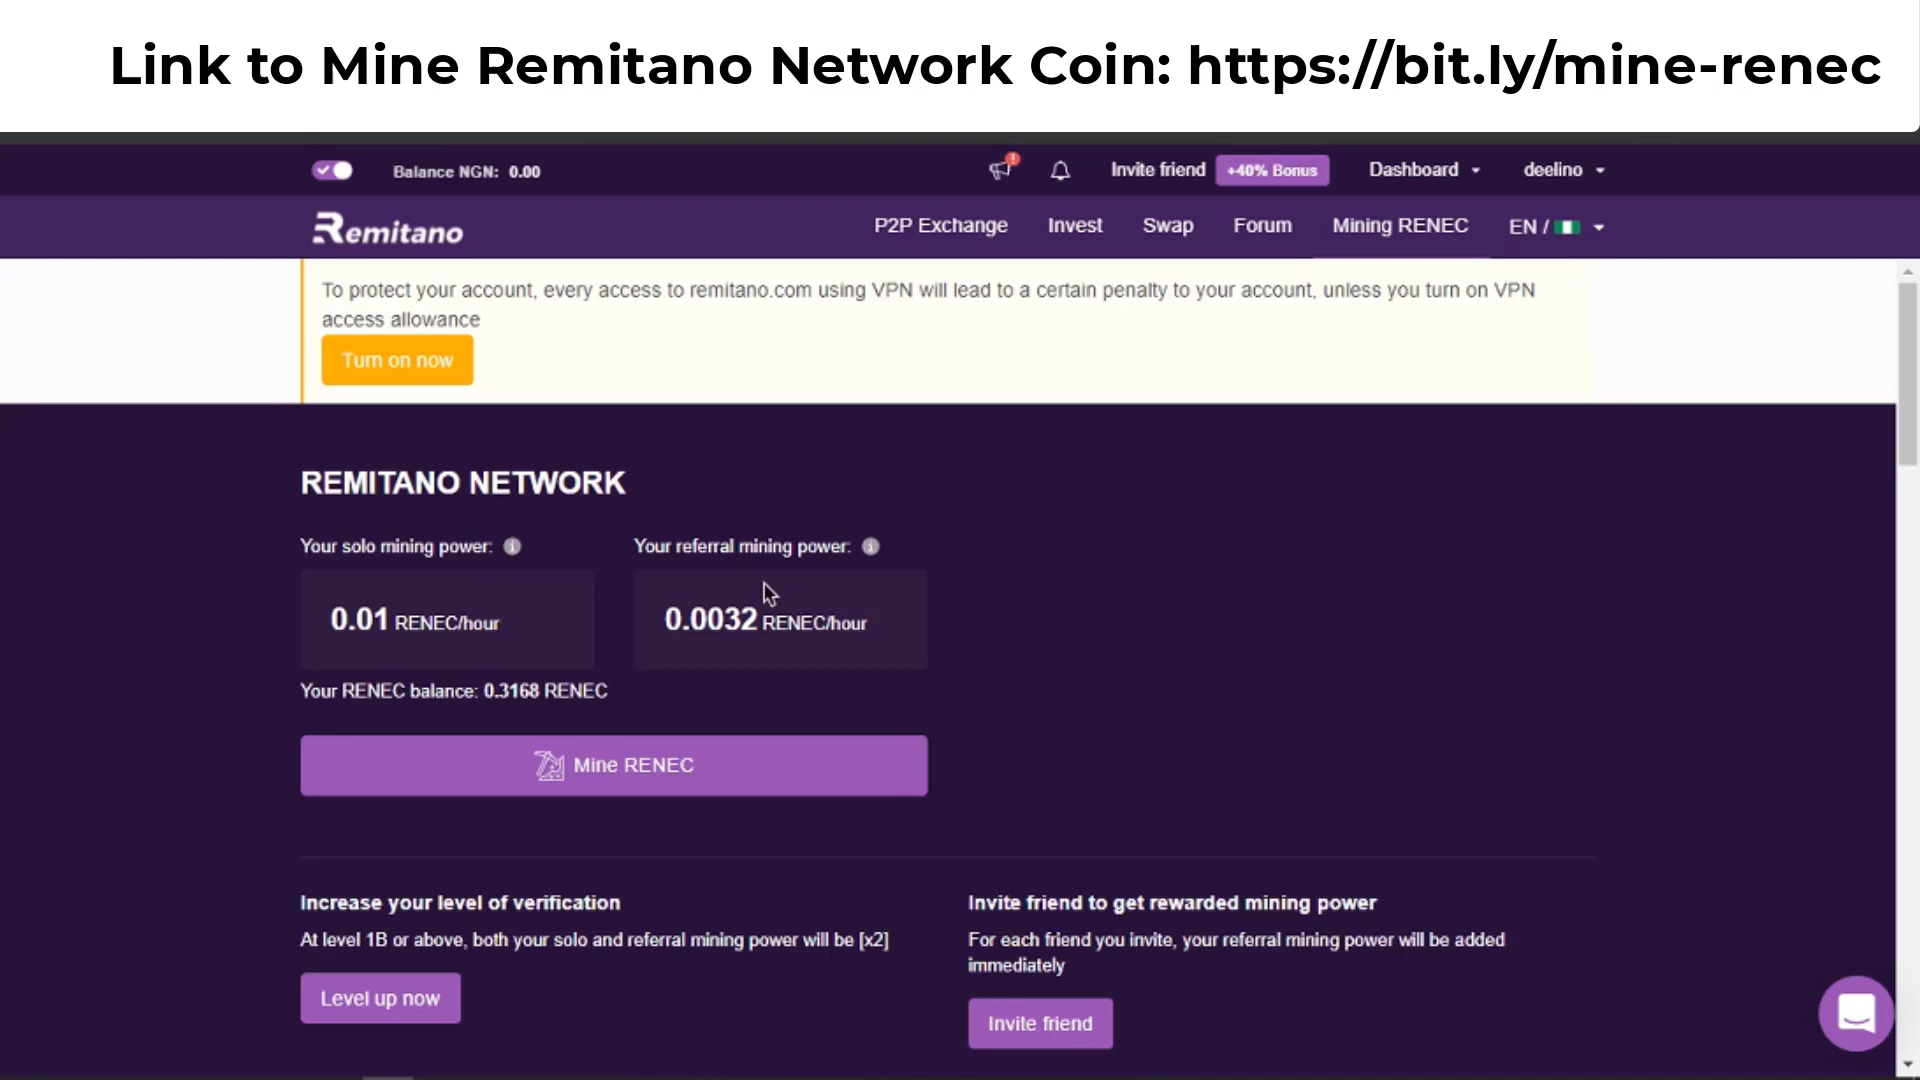 Link to Mine Remitano Network Coin: https://bit.ly/mine-renec
Balance NGN: 0.00
Invite friend +40% Bonus
Dashboard
deelino
Remitano
P2P Exchange
Invest
Swap
Forum
Mining RENEC
EN /
To protect your account, every access to remitano.com using VPN will lead to a certain penalty to your account, unless you turn on VPN
access allowance
Turn on now
REMITANO NETWORK
Your solo mining power:
Your referral mining power:
0.01 RENEC/hour
0.0032 RENEC/hour
Your RENEC balance: 0.3168 RENEC
Mine RENEC
Increase your level of verification
At level 1B or above, both your solo and referral mining power will be [x2]
Level up now
Invite friend to get rewarded mining power
For each friend you invite, your referral mining power will be added
immediately
Invite friend